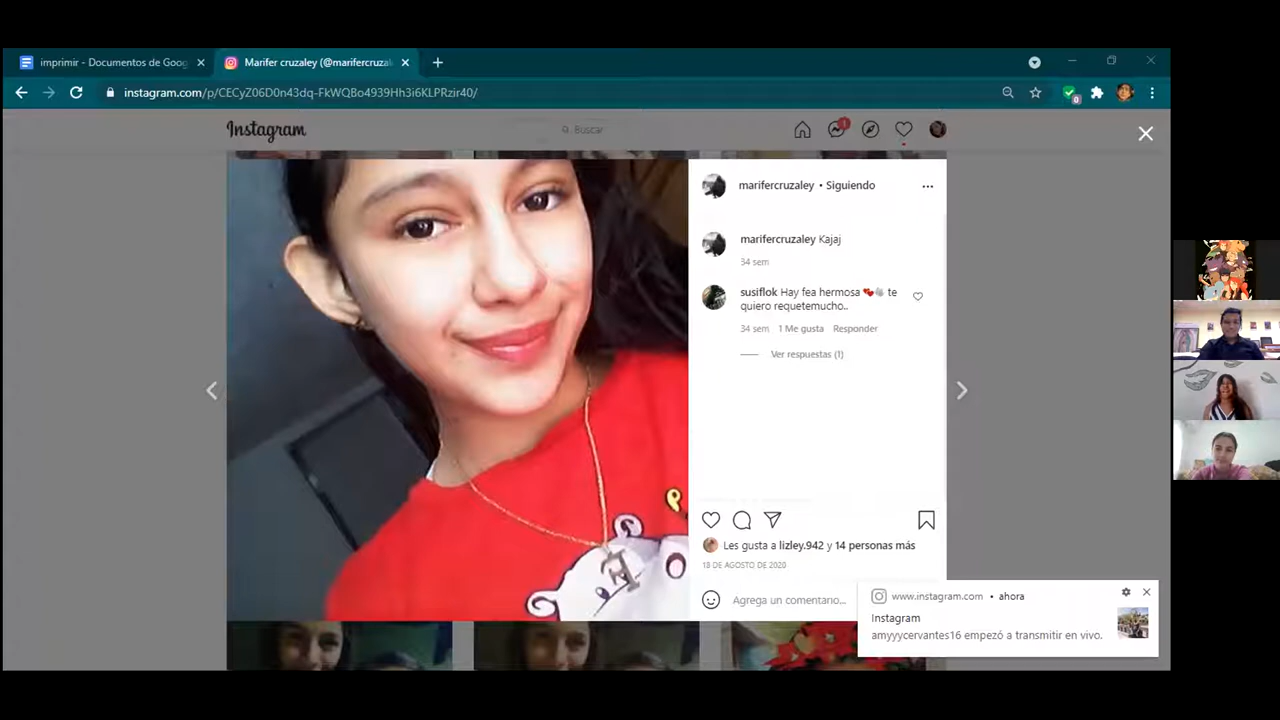 imprimir - Documentos de Goog
Marifer cruzaley (@marifercruzal
instagram.com/p/CECyZ06D0n43dq-FkWQBo4939Hh3i6KLPRzir40/
0
Instagram
Buscar
1
marifercruzaley • Siguiendo
marifercruzaley Kajaj
34 sem
susiflok Hay fea hermosa te
quiero requetemucho..
34 sem 1 Me gusta Responder
Ver respuestas (1)
Les gusta a lizley.942 y 14 personas más
18 DE AGOSTO DE 2020
Agrega un comentario...
www.instagram.com • ahora
Instagram
amyyycervantes16 empezó a transmitir en vivo.